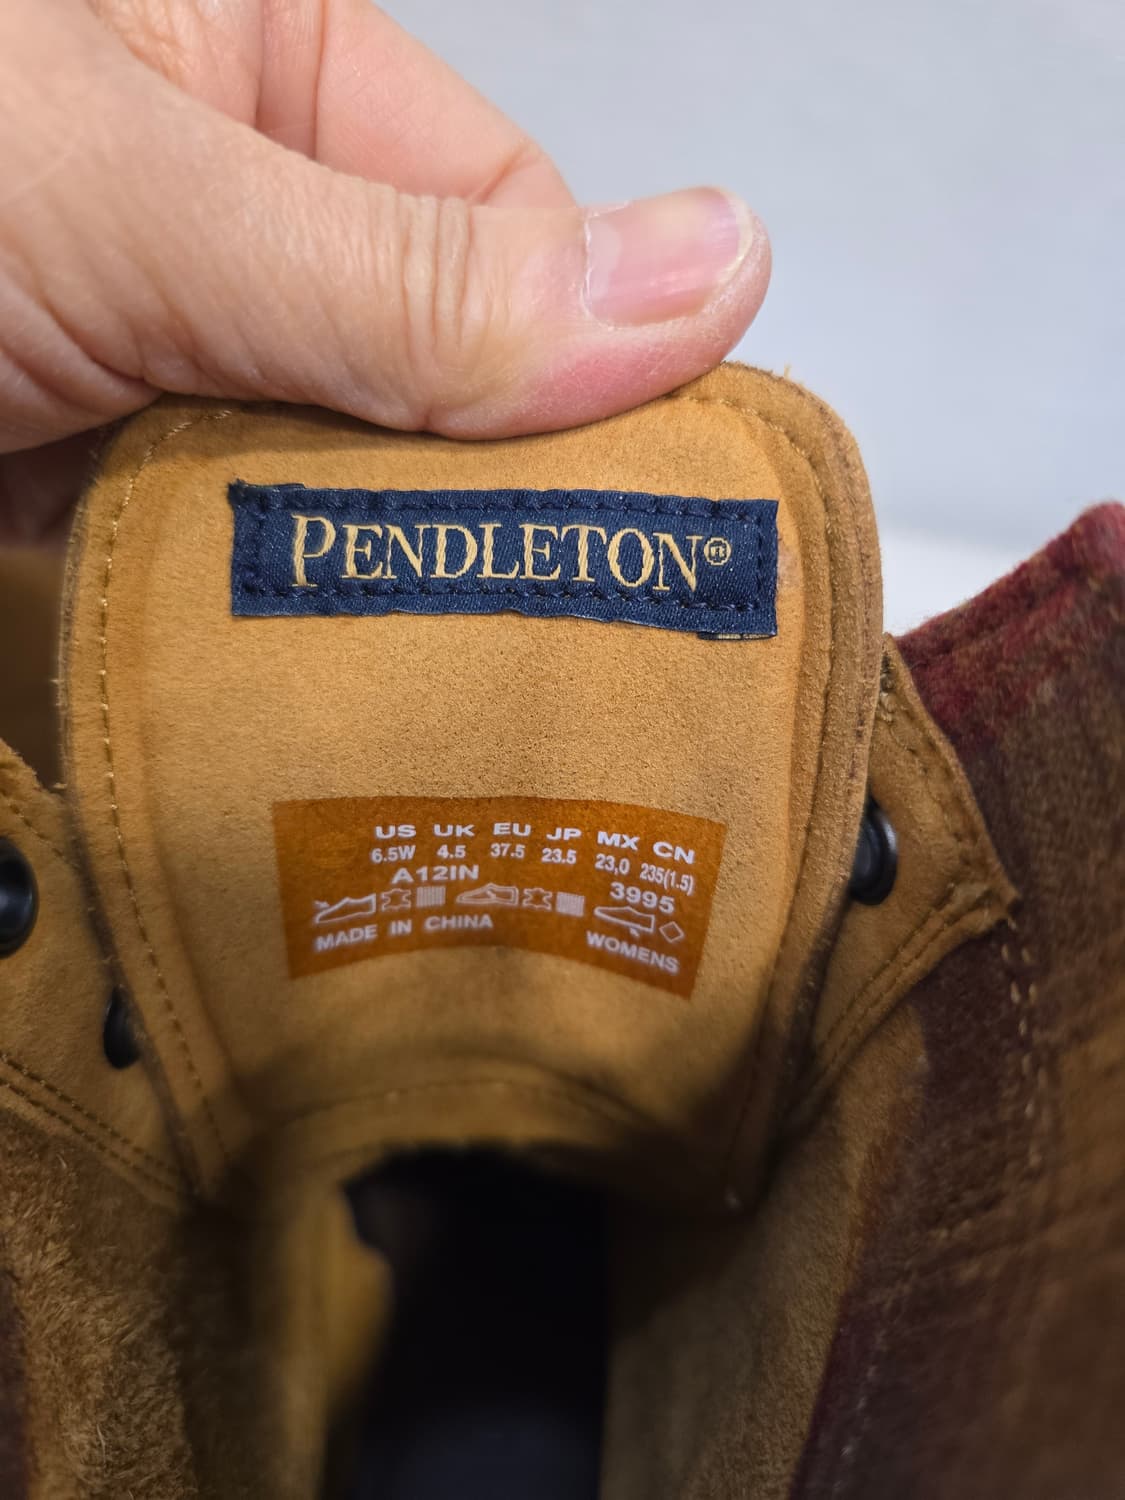 PENDLETON®
US UK EU JP MX CN
6.5W 4.5 37.5 23.5 23,0 235(1.5)
A12IN 3995
MADE IN CHINA WOMENS